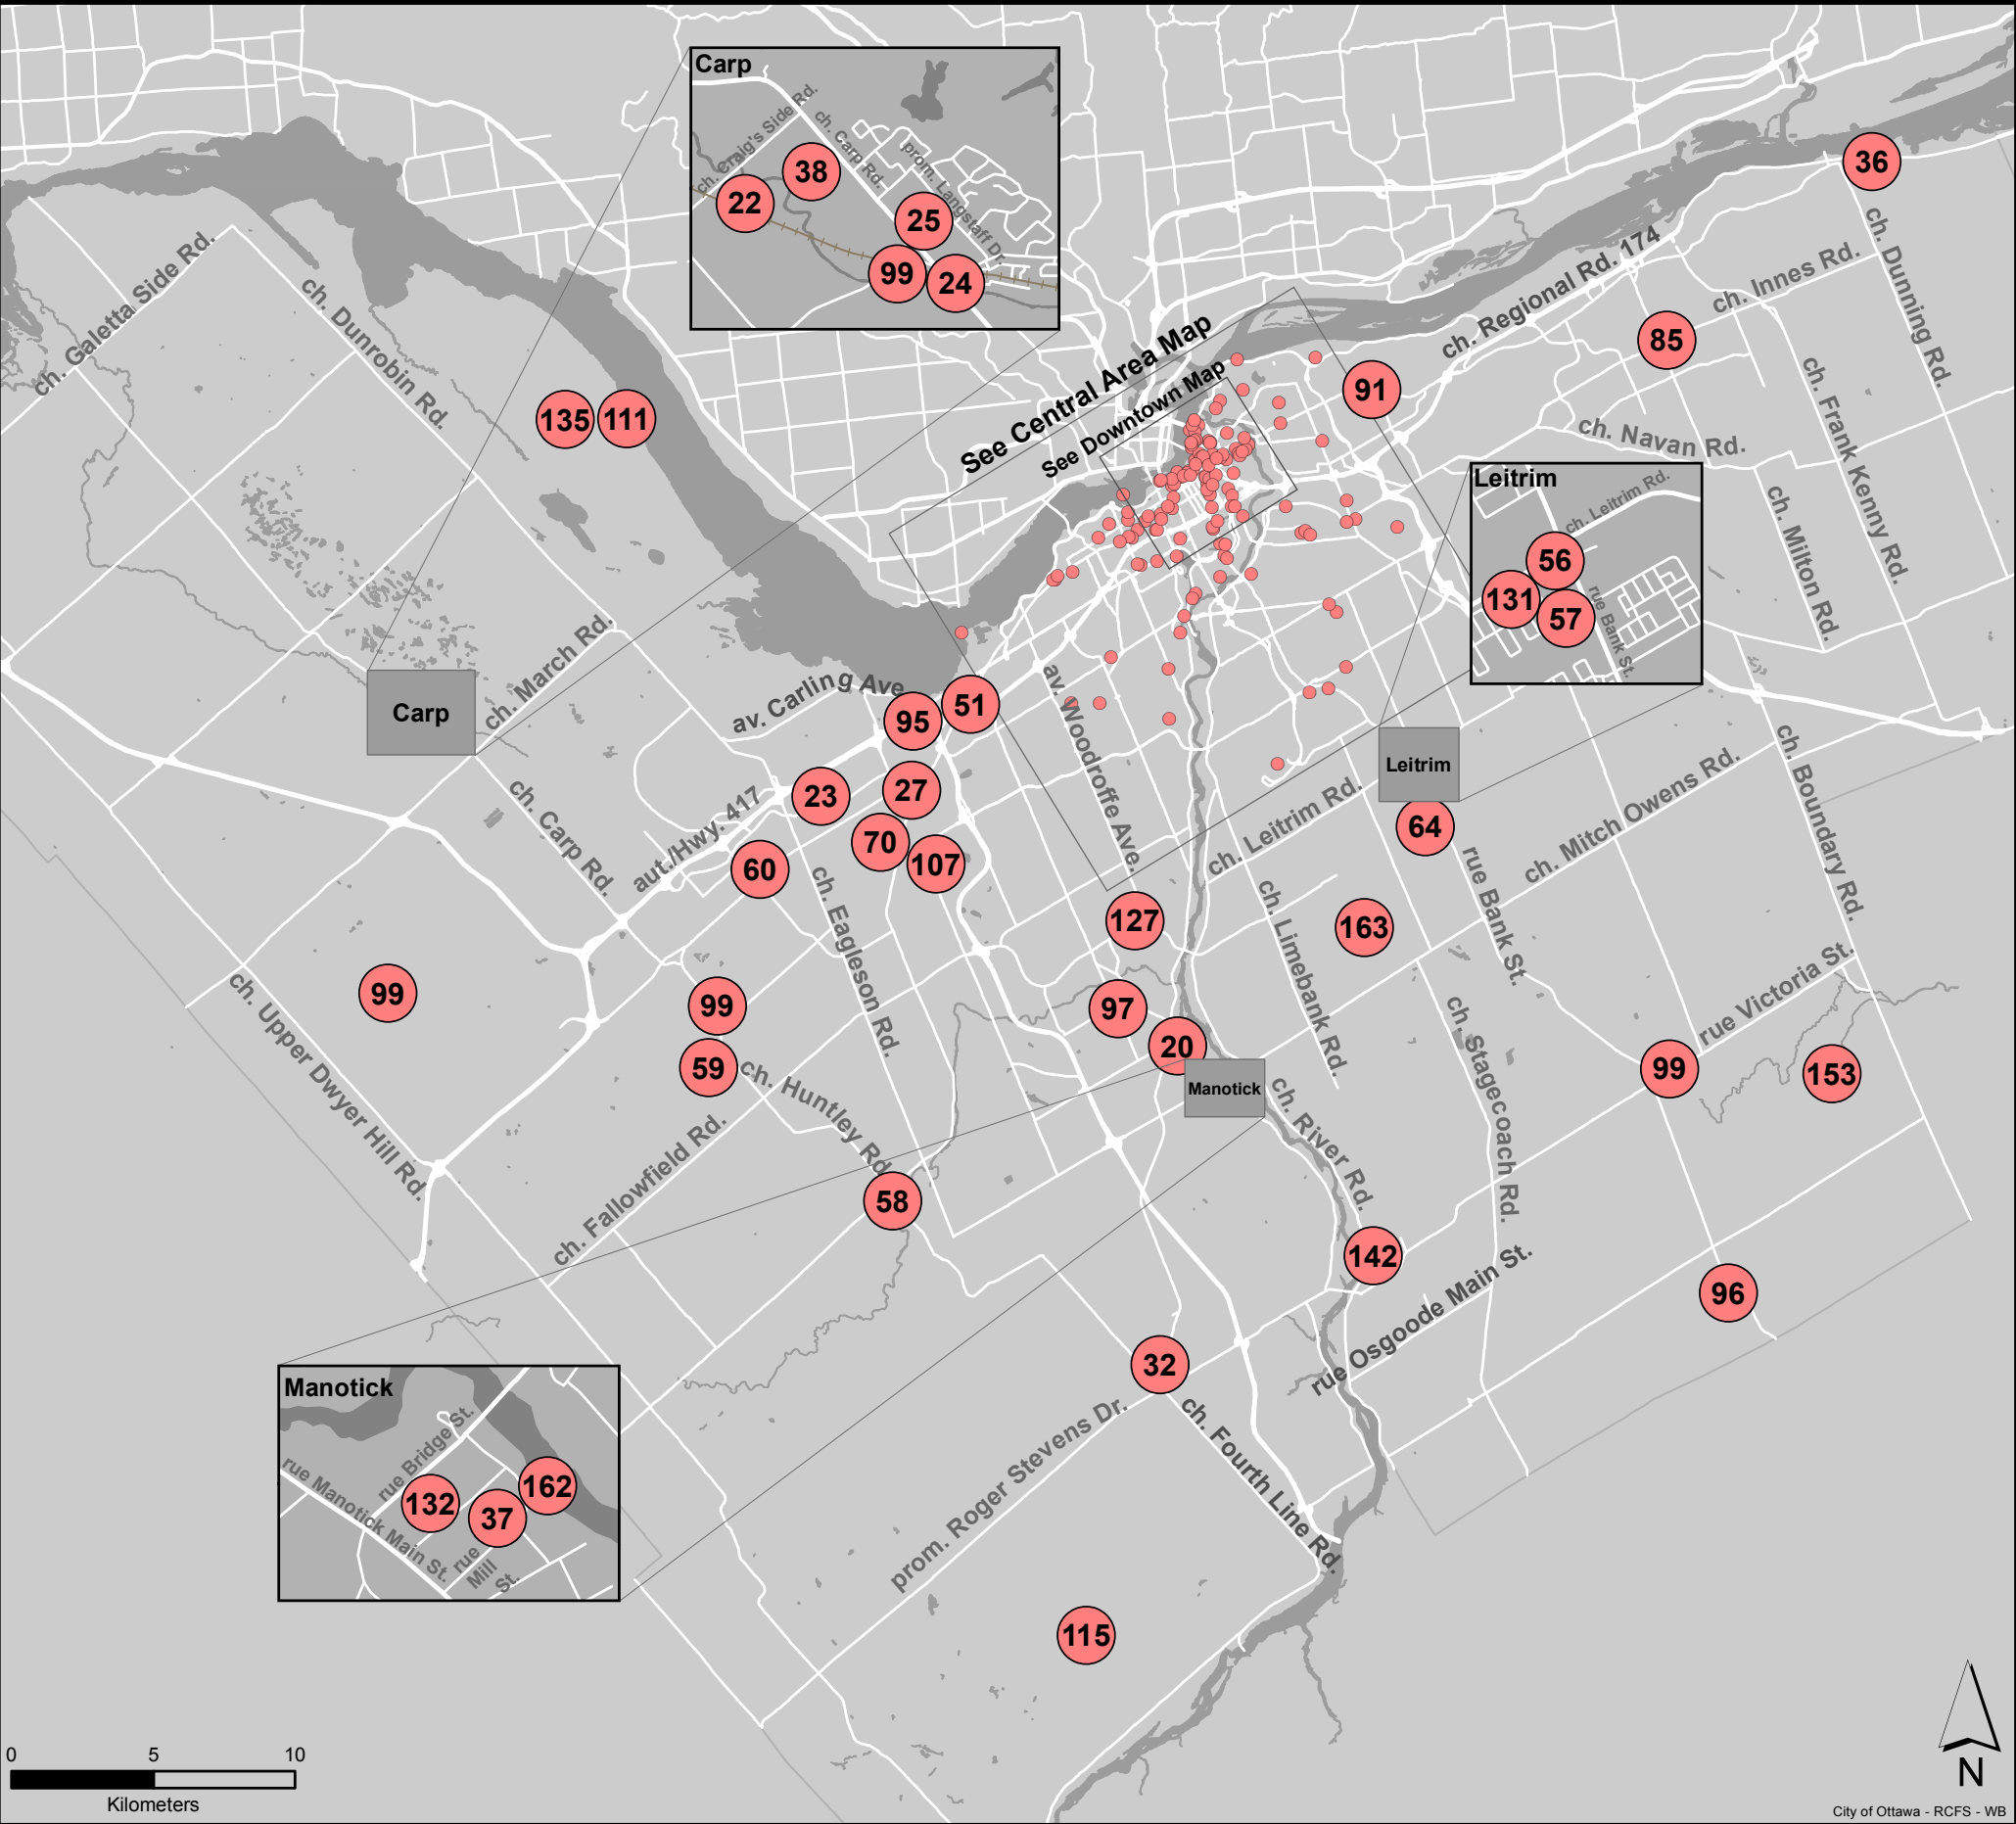 Carp
ch. Craig's Side Rd.
ch. Carp Rd.
prom. Langstaff Dr.
38
22
25
99
24
36
ch. Dunning Rd.
ch. Regional Rd. 174
ch. Innes Rd.
85
ch. Galetta Side Rd.
ch. Dunrobin Rd.
135
111
See Central Area Map
See Downtown Map
91
ch. Frank Kenny Rd.
ch. Navan Rd.
ch. Milton Rd.
Leitrim
ch. Leitrim Rd.
56
131
57
rue Bank St.
Carp
ch. March Rd.
av. Carling Ave.
95
51
av. Woodroffe Ave.
Leitrim
64
ch. Leitrim Rd.
ch. Mitch Owens Rd.
ch. Boundary Rd.
ch. Carp Rd.
aut./Hwy. 417
23
27
70
107
60
ch. Eagleson Rd.
127
163
ch. Limebank Rd.
rue Bank St.
ch. Stagecoach Rd.
rue Victoria St.
99
ch. Upper Dwyer Hill Rd.
99
59
97
20
Manotick
99
153
ch. Huntley Rd.
ch. Fallowfield Rd.
58
ch. River Rd.
142
rue Osgoode Main St.
96
32
Manotick
rue Bridge St.
rue Manotick Main St.
132
37
162
rue
Mill
St.
prom. Roger Stevens Dr.
ch. Fourth Line Rd.
115
0 5 10
Kilometers
N
City of Ottawa - RCFS - WB